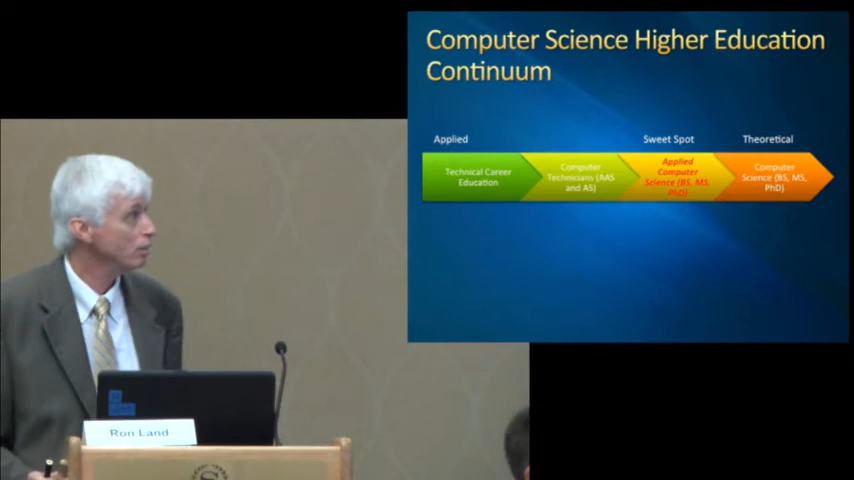 Computer Science Higher Education
Continuum
Applied
Sweet Spot
Theoretical
Technical Career
Education
Computer
Technicians (AAS
and AS)
Applied
Computer
Science (BS, MS,
PhD)
Computer
Science (BS, MS,
PhD)
Ron Land
S